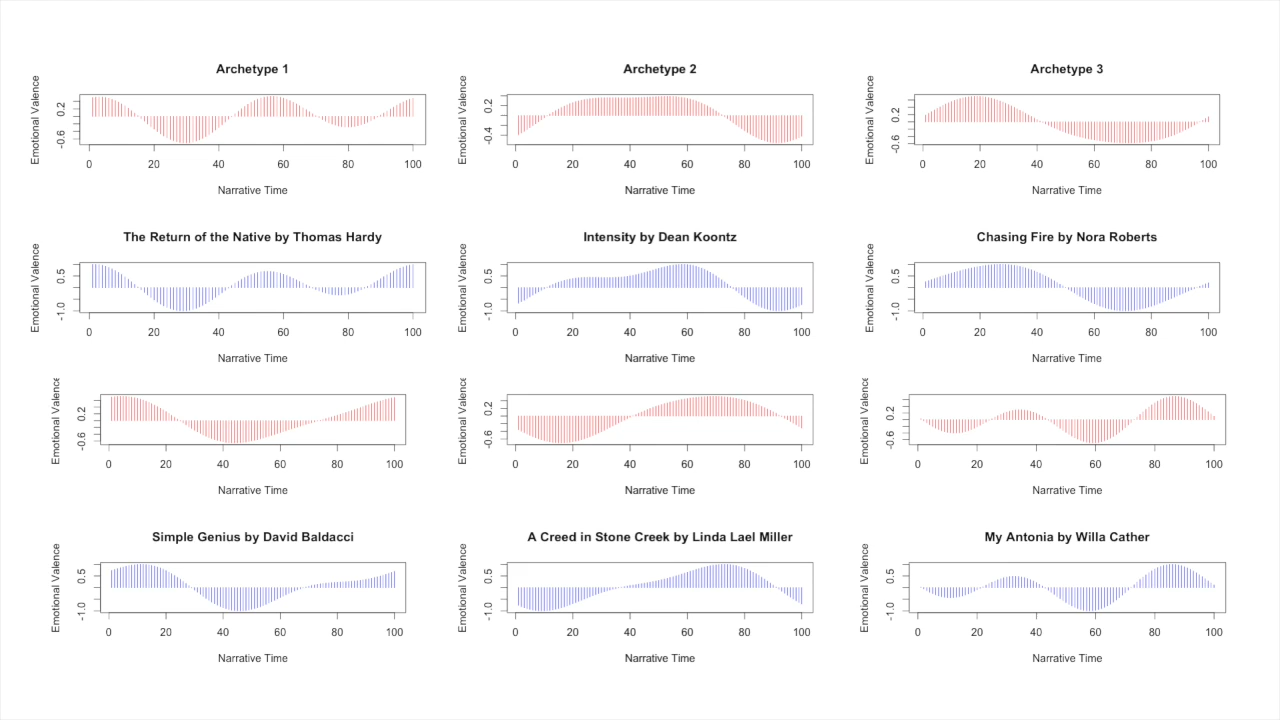 Archetype 1
Emotional Valence
0.2
-0.6
0 20 40 60 80 100
Narrative Time
Archetype 2
Emotional Valence
0.2
-0.4
0 20 40 60 80 100
Narrative Time
Archetype 3
Emotional Valence
0.2
-0.6
0 20 40 60 80 100
Narrative Time
The Return of the Native by Thomas Hardy
Emotional Valence
0.5
-1.0
0 20 40 60 80 100
Narrative Time
Intensity by Dean Koontz
Emotional Valence
0.5
-1.0
0 20 40 60 80 100
Narrative Time
Chasing Fire by Nora Roberts
Emotional Valence
0.5
-1.0
0 20 40 60 80 100
Narrative Time
Emotional Valence
0.2
-0.6
0 20 40 60 80 100
Narrative Time
Emotional Valence
0.2
-0.6
0 20 40 60 80 100
Narrative Time
Emotional Valence
0.2
-0.6
0 20 40 60 80 100
Narrative Time
Simple Genius by David Baldacci
Emotional Valence
0.5
-1.0
0 20 40 60 80 100
Narrative Time
A Creed in Stone Creek by Linda Lael Miller
Emotional Valence
0.5
-1.0
0 20 40 60 80 100
Narrative Time
My Antonia by Willa Cather
Emotional Valence
0.5
-1.0
0 20 40 60 80 100
Narrative Time